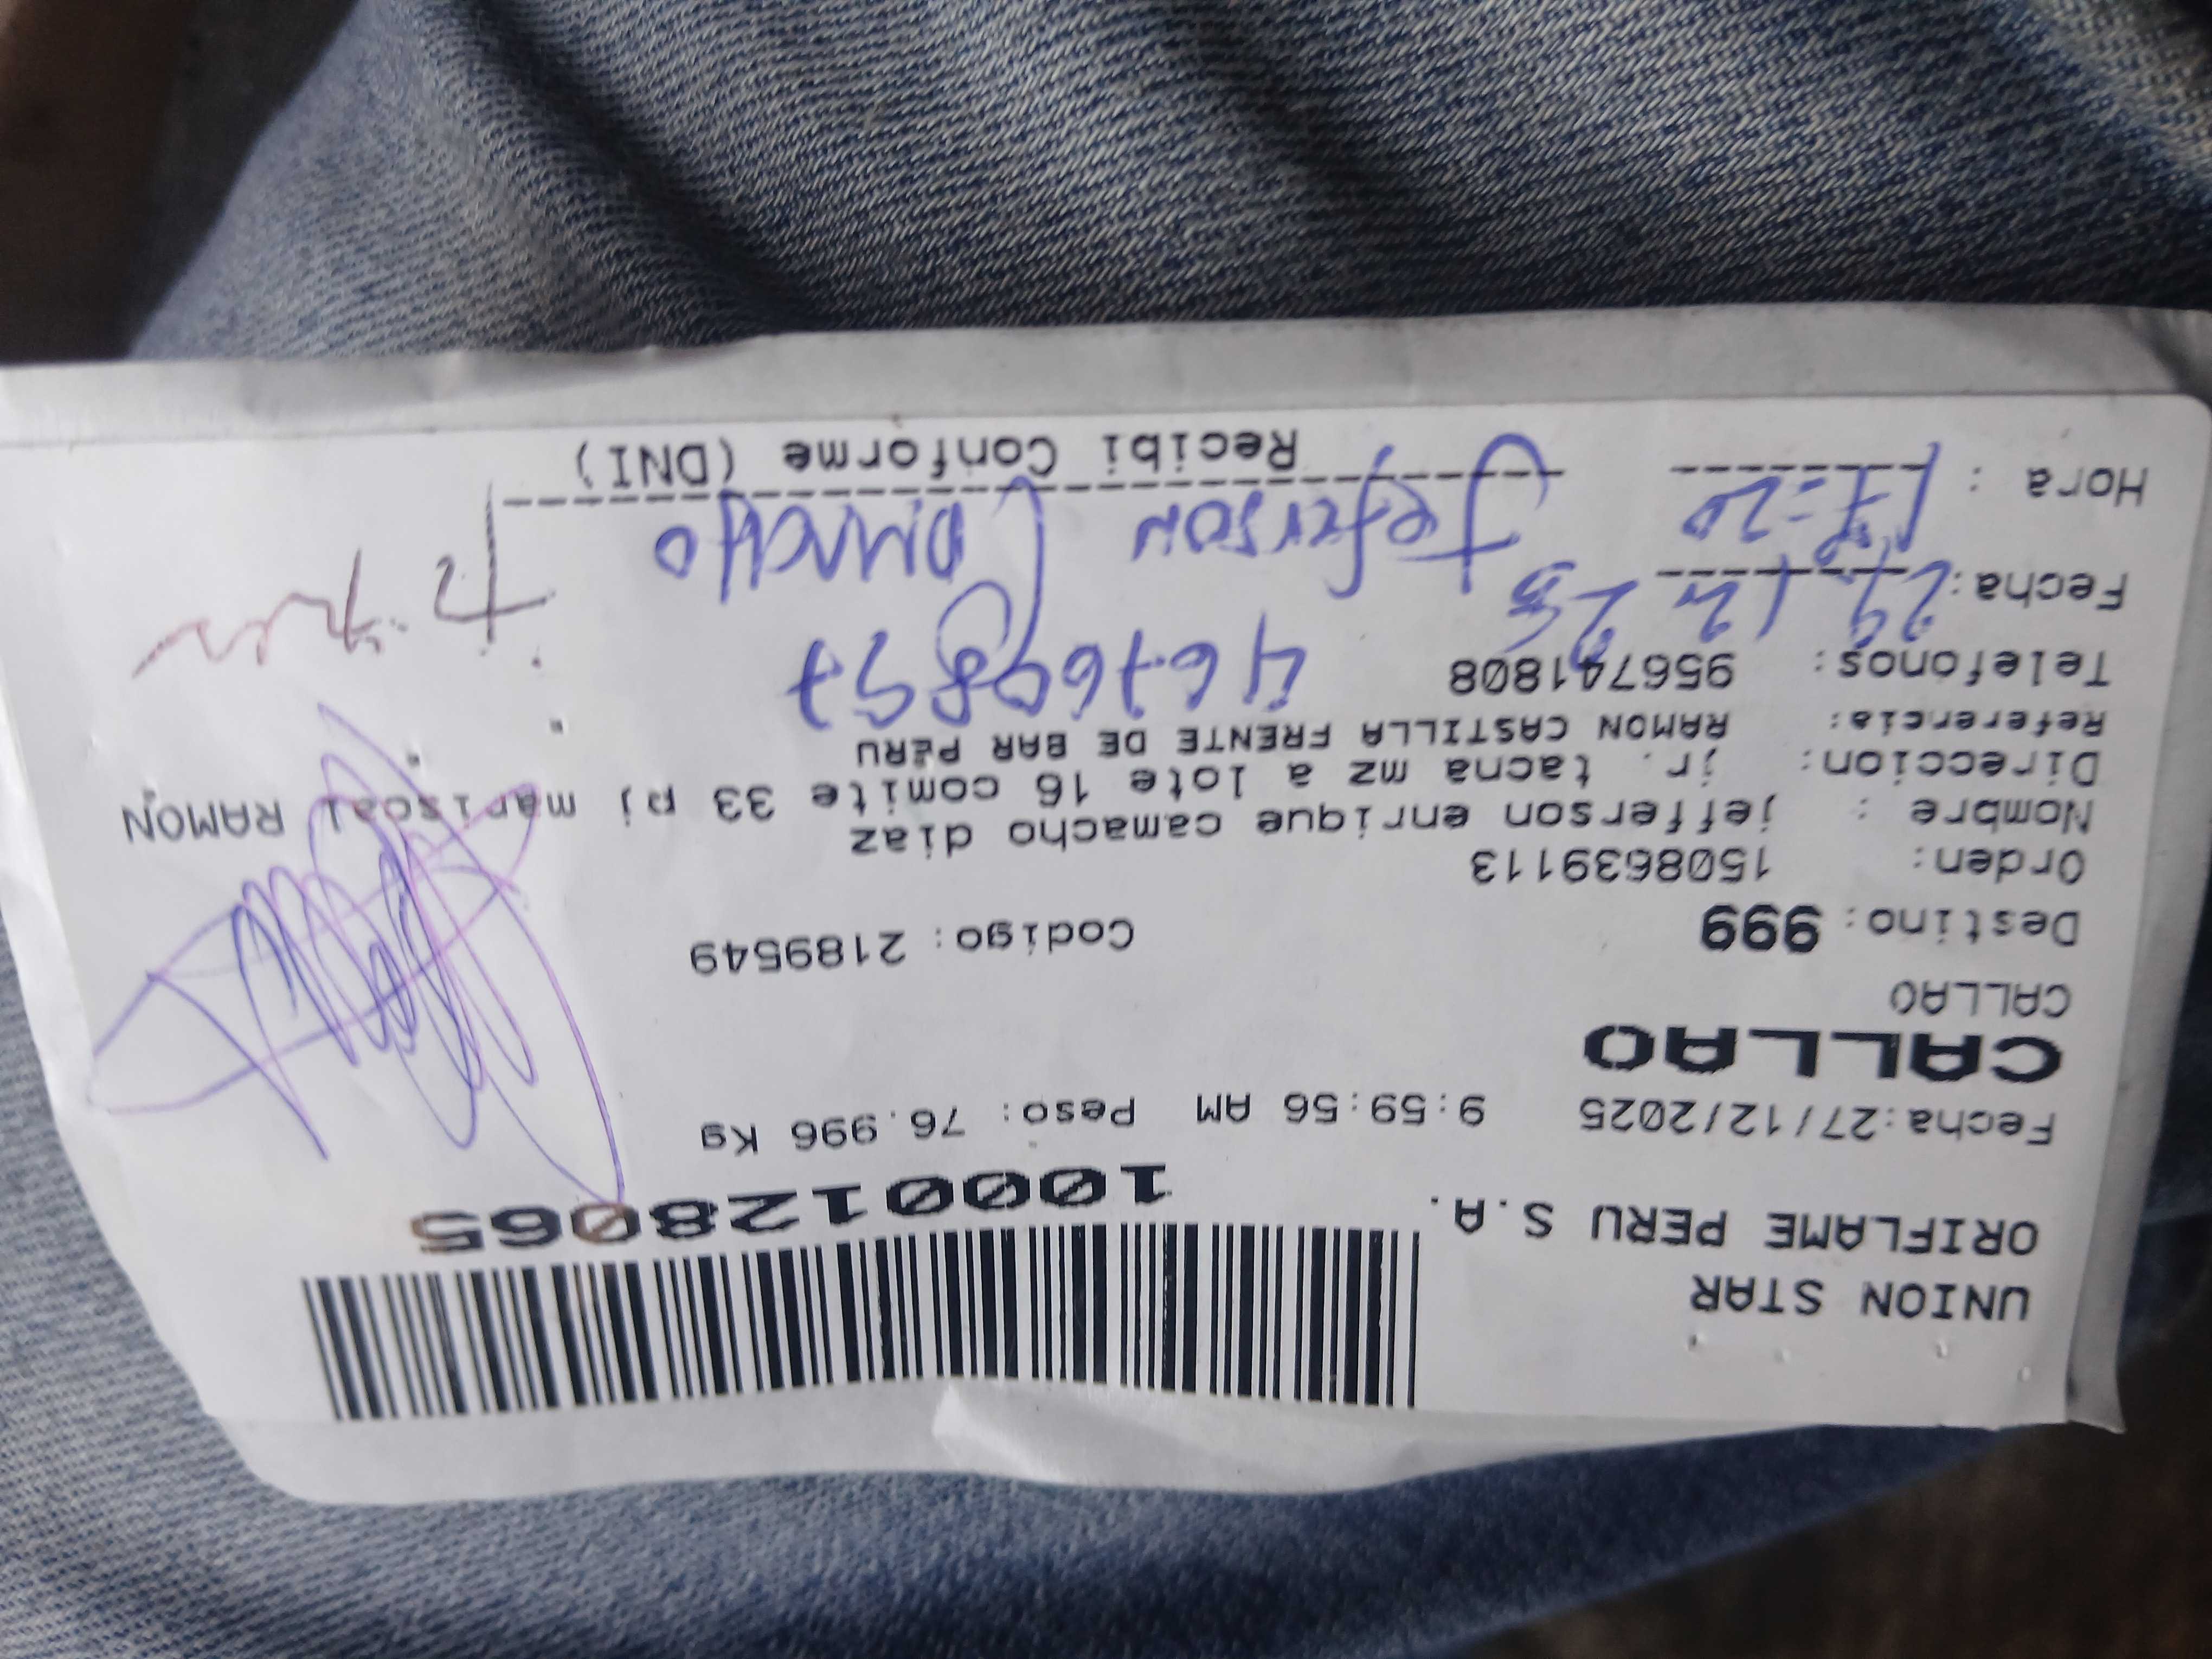 UNION STAR
ORIFLAME PERU S.A.
1000128065
Fecha:27/12/2025 9:59:56 AM Peso: 76.996 Kg
CALLAO
CALLAO
Destino: 999 Codigo: 2189549
Orden: 1508639113
Nombre : jefferson enrique camacho diaz
Direccion: jr. tacna mz a lote 16 comite 33 pj mariscal RAMON
Referencia: RAMON CASTILLA FRENTE DE BAR PERU
Telefonos: 956741808
46769897
Fecha: 29 12 25
Jeferson Camacho
Hora : 17=20
Recibi Conforme (DNI)